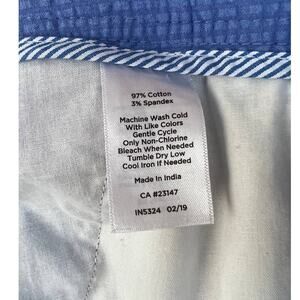 97% Cotton
3% Spandex
Machine Wash Cold
With Like Colors
Gentle Cycle
Only Non-Chlorine
Bleach When Needed
Tumble Dry Low
Cool Iron if Needed
Made in India
CA #23147
IN5324 02/19